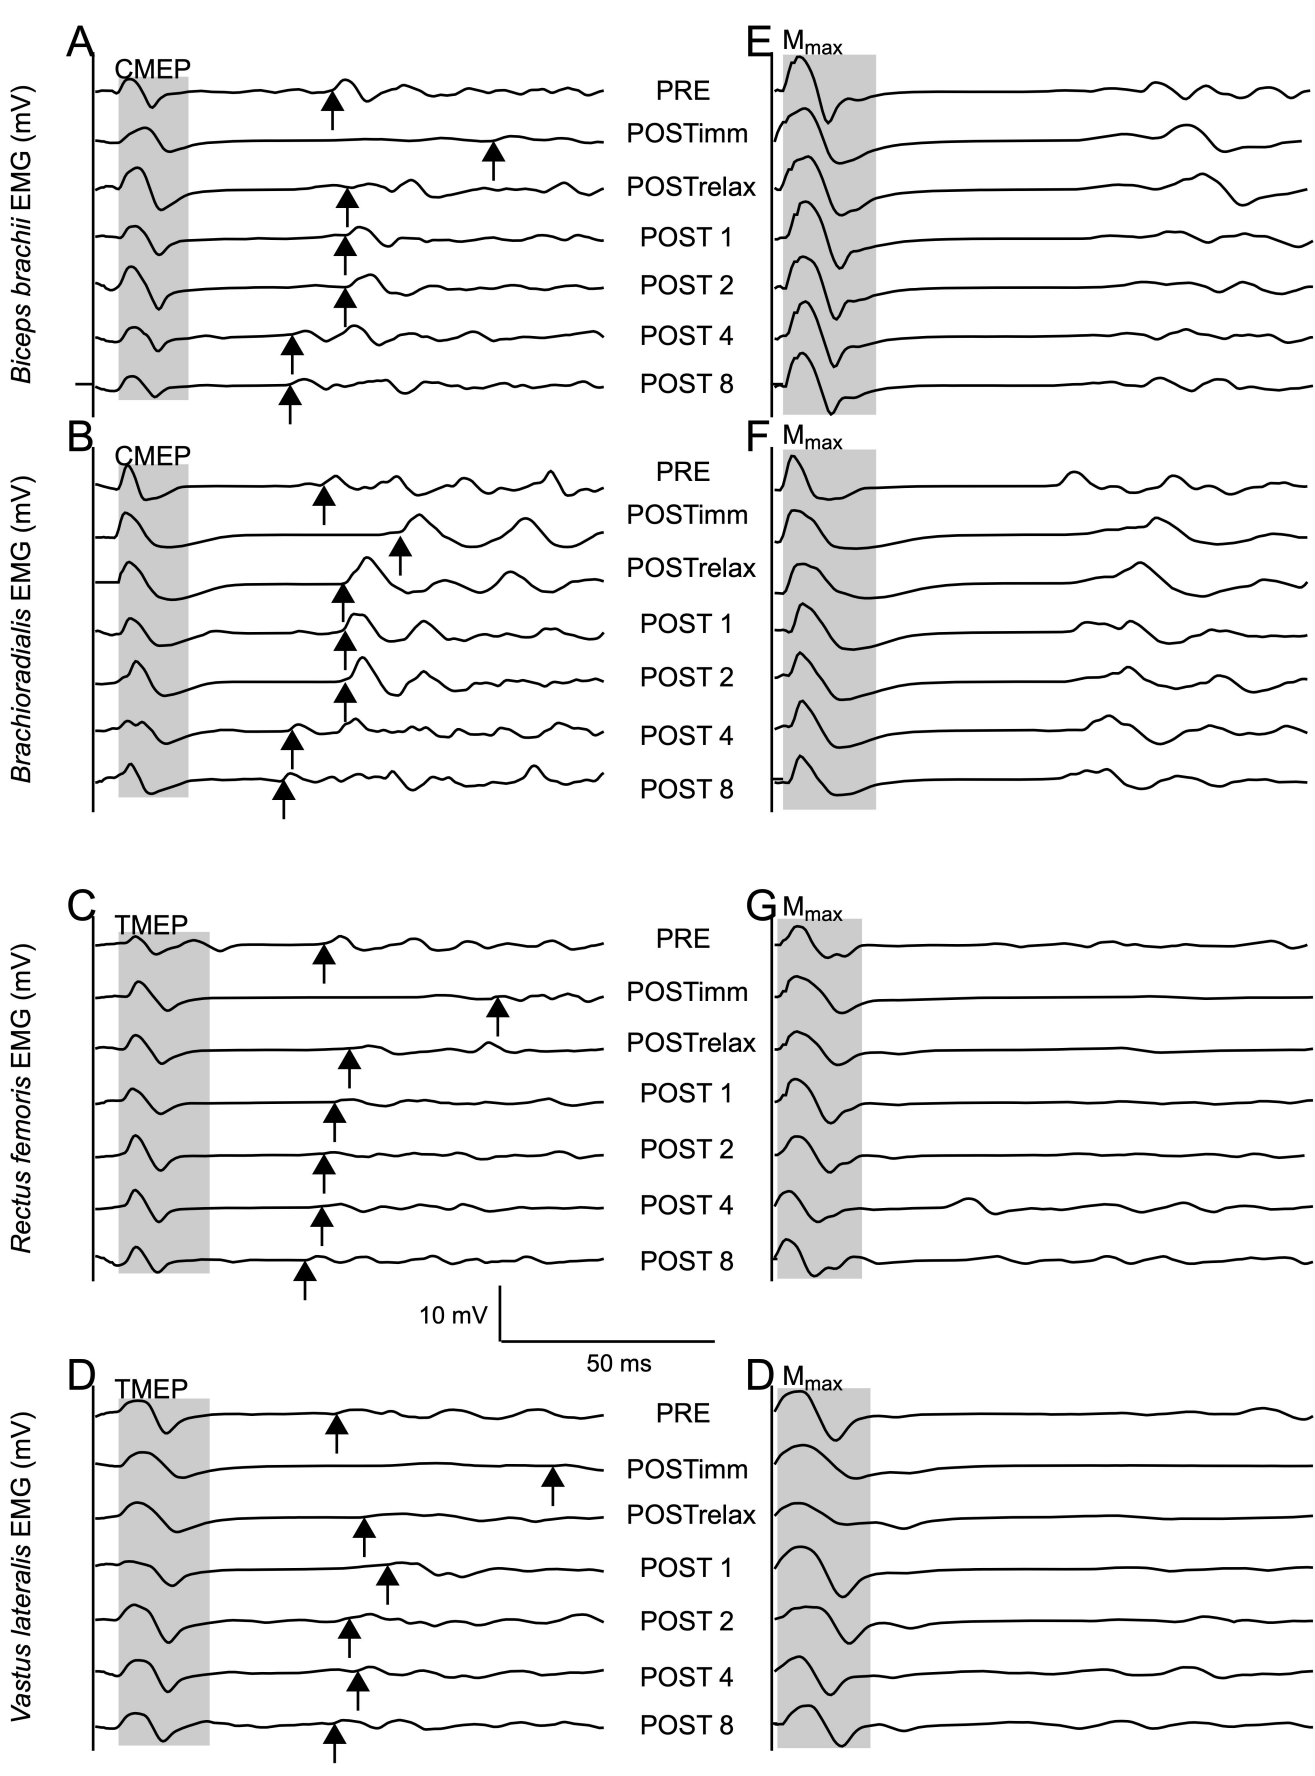 A
E
Mmax
CMEP
Biceps brachii EMG (mV)
PRE
POSTimm
POSTrelax
POST 1
POST 2
POST 4
POST 8
B
F
Mmax
CMEP
Brachioradialis EMG (mV)
PRE
POSTimm
POSTrelax
POST 1
POST 2
POST 4
POST 8
C
G
Mmax
TMEP
Rectus femoris EMG (mV)
PRE
POSTimm
POSTrelax
POST 1
POST 2
POST 4
POST 8
10 mV
50 ms
D
D
Mmax
TMEP
Vastus lateralis EMG (mV)
PRE
POSTimm
POSTrelax
POST 1
POST 2
POST 4
POST 8